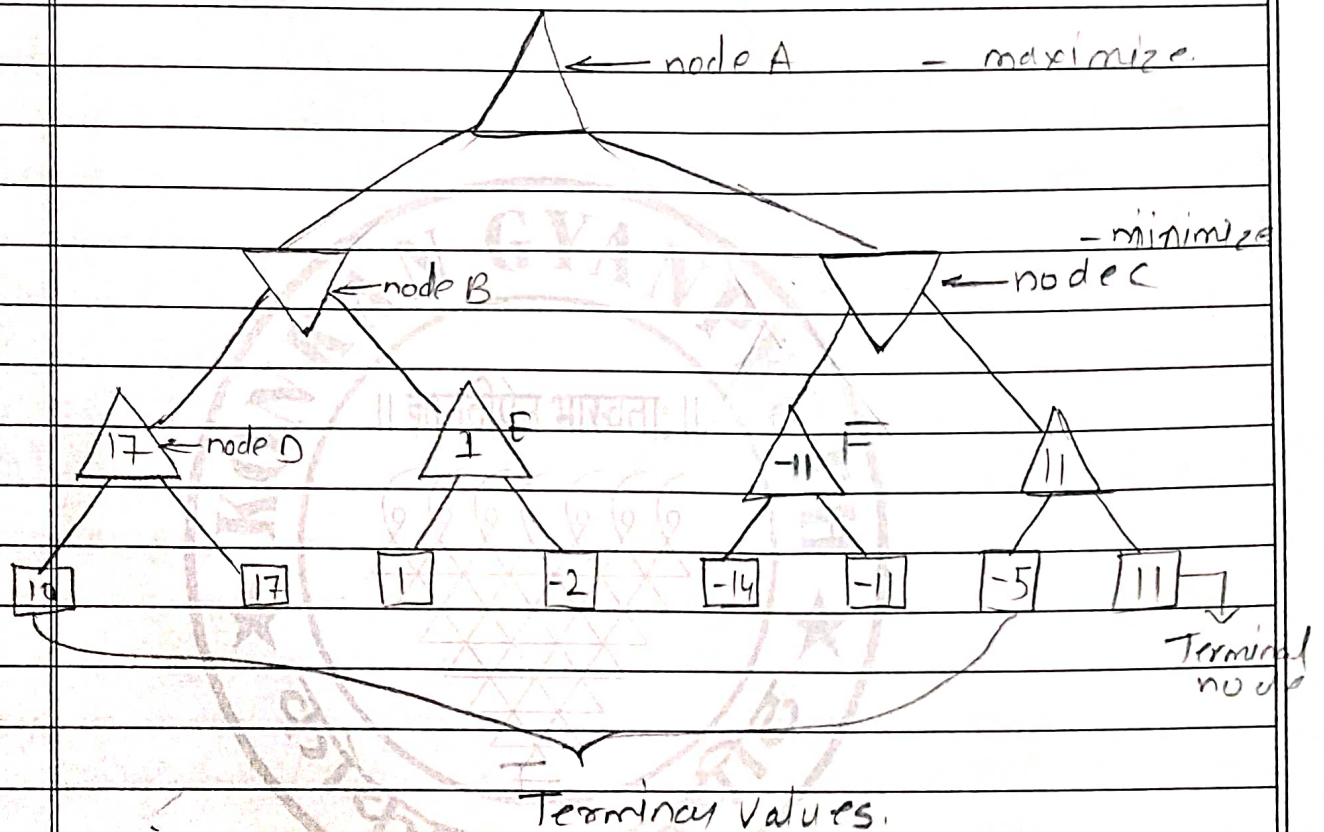 node A - maximize.
- minimize
node B
node C
17 node D
1 E
-11 F
11
10 17 1 -2 -14 -11 -5 11
Terminal
node
Terminay values.